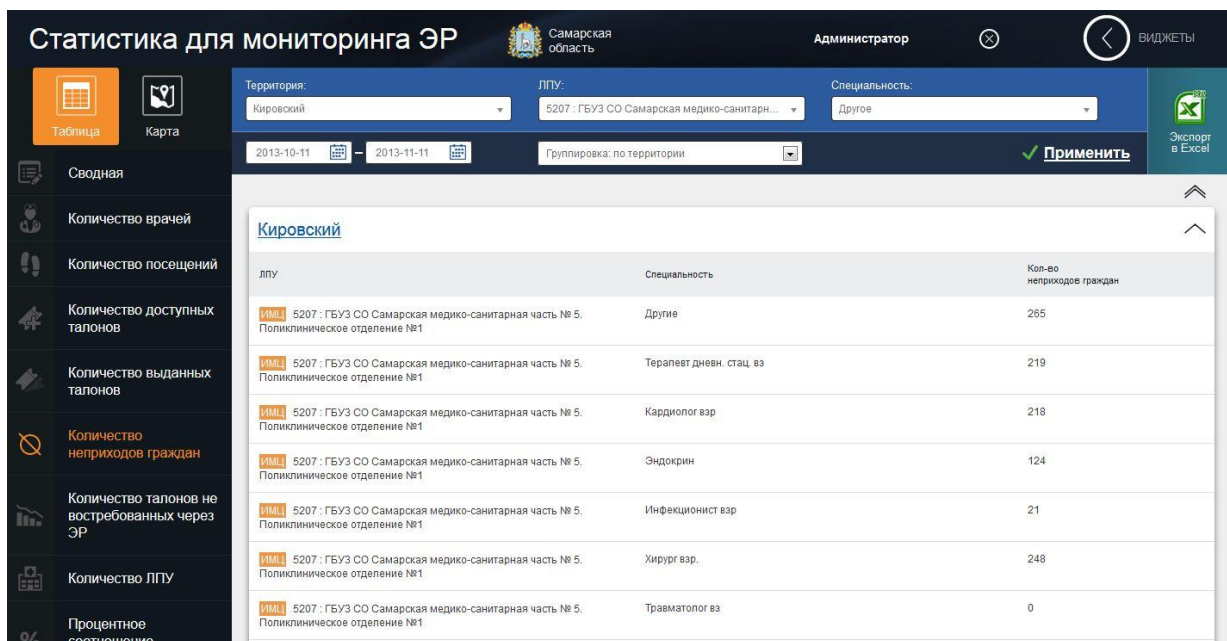 Статистика для мониторинга ЭР
Самарская
область
Администратор
ВИДЖЕТЫ
Таблица
Карта
Территория:
Кировский
ЛПУ:
5207 : ГБУЗ СО Самарская медико-санитарн...
Специальность:
Другое
Экспорт
в Excel
2013-10-11 – 2013-11-11
Группировка: по территории
Применить
Сводная
Количество врачей
Количество посещений
Количество доступных
талонов
Количество выданных
талонов
Количество
неприходов граждан
Количество талонов не
востребованных через
ЭР
Количество ЛПУ
Процентное
соотношение
Кировский
ЛПУ
Специальность
Кол-во
неприходов граждан
ИМЦ 5207 : ГБУЗ СО Самарская медико-санитарная часть № 5. Другие 265
Поликлиническое отделение №1
ИМЦ 5207 : ГБУЗ СО Самарская медико-санитарная часть № 5. Терапевт дневн. стац. вз 219
Поликлиническое отделение №1
ИМЦ 5207 : ГБУЗ СО Самарская медико-санитарная часть № 5. Кардиолог взр 218
Поликлиническое отделение №1
ИМЦ 5207 : ГБУЗ СО Самарская медико-санитарная часть № 5. Эндокрин 124
Поликлиническое отделение №1
ИМЦ 5207 : ГБУЗ СО Самарская медико-санитарная часть № 5. Инфекционист взр 21
Поликлиническое отделение №1
ИМЦ 5207 : ГБУЗ СО Самарская медико-санитарная часть № 5. Хирург взр. 248
Поликлиническое отделение №1
ИМЦ 5207 : ГБУЗ СО Самарская медико-санитарная часть № 5. Травматолог вз 0
Поликлиническое отделение №1